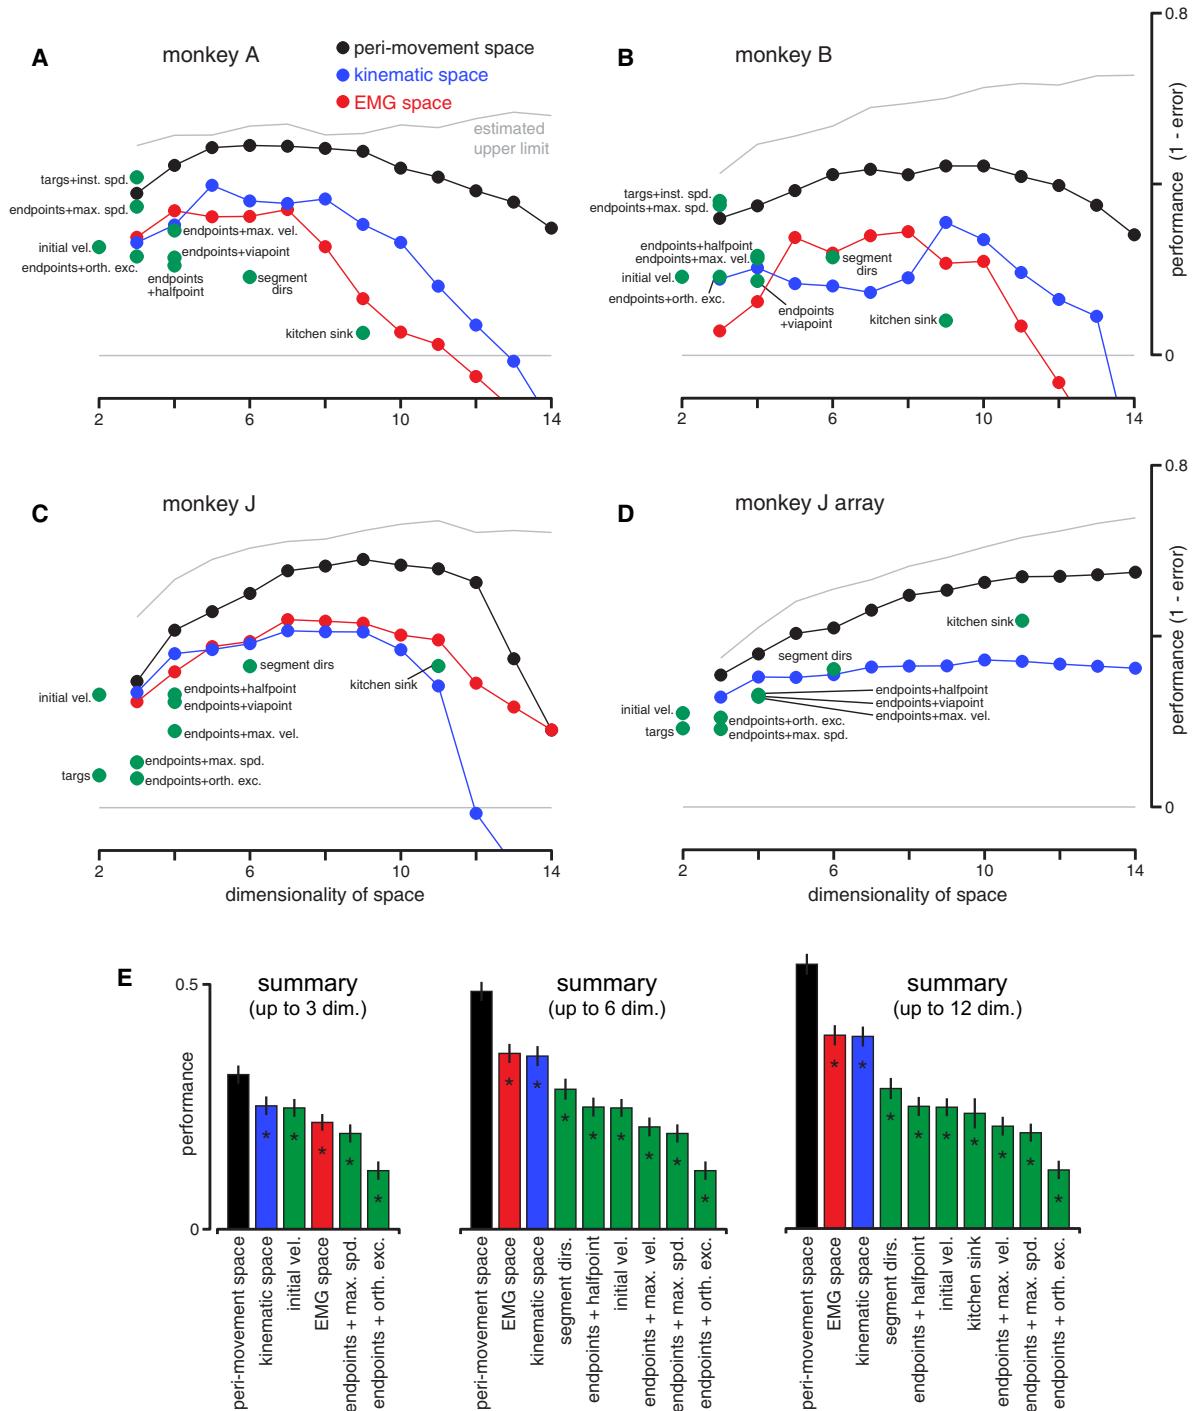 A
monkey A
peri-movement space
kinematic space
EMG space
estimated
upper limit
targs+inst. spd.
endpoints+max. spd.
initial vel.
endpoints+orth. exc.
endpoints+max. vel.
endpoints+viapoint
endpoints
+halfpoint
segment
dirs
kitchen sink
2
6
10
14
B
monkey B
0.8
performance (1 - error)
0
targs+inst. spd.
endpoints+max. spd.
endpoints+halfpoint
endpoints+max. vel.
initial vel.
endpoints+orth. exc.
segment
dirs
endpoints
+viapoint
kitchen sink
2
6
10
14
C
monkey J
initial vel.
targs
segment dirs
endpoints+halfpoint
endpoints+viapoint
endpoints+max. vel.
endpoints+max. spd.
endpoints+orth. exc.
kitchen sink
2
6
10
14
dimensionality of space
D
monkey J array
0.8
performance (1 - error)
0
kitchen sink
segment dirs
endpoints+halfpoint
endpoints+viapoint
endpoints+max. vel.
initial vel.
targs
endpoints+orth. exc.
endpoints+max. spd.
2
6
10
14
dimensionality of space
E
0.5
performance
0
summary
(up to 3 dim.)
*
*
*
*
*
peri-movement space
kinematic space
initial vel.
EMG space
endpoints + max. spd.
endpoints + orth. exc.
summary
(up to 6 dim.)
*
*
*
*
*
*
*
*
peri-movement space
EMG space
kinematic space
segment dirs.
endpoints + halfpoint
initial vel.
endpoints + max. vel.
endpoints + max. spd.
endpoints + orth. exc.
summary
(up to 12 dim.)
*
*
*
*
*
*
*
*
*
peri-movement space
EMG space
kinematic space
segment dirs.
endpoints + halfpoint
initial vel.
kitchen sink
endpoints + max. vel.
endpoints + max. spd.
endpoints + orth. exc.